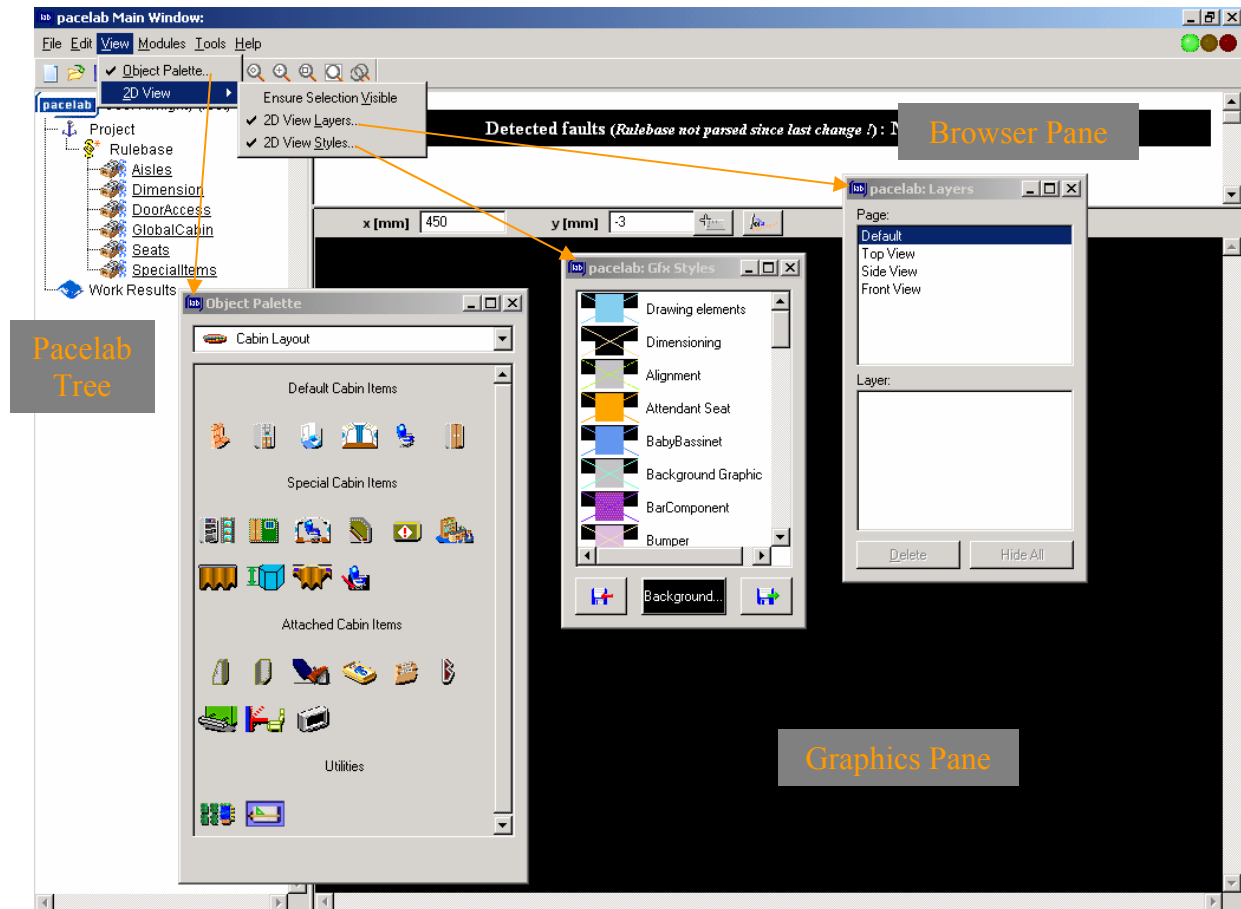 pacelab Main Window:
File Edit View Modules Tools Help
Object Palette...
2D View
Ensure Selection Visible
2D View Layers...
2D View Styles...
pacelab
Project
Rulebase
Aisles
Dimension
DoorAccess
GlobalCabin
Seats
SpecialItems
Work Results
Detected faults (Rulebase not parsed since last change !) : N
Browser Pane
x [mm] 450 y [mm] -3
Pacelab
Tree
Object Palette
Cabin Layout
Default Cabin Items
Special Cabin Items
Attached Cabin Items
Utilities
pacelab: Gfx Styles
Drawing elements
Dimensioning
Alignment
Attendant Seat
BabyBassinet
Background Graphic
BarComponent
Bumper
Background...
pacelab: Layers
Page:
Default
Top View
Side View
Front View
Layer:
Delete Hide All
Graphics Pane